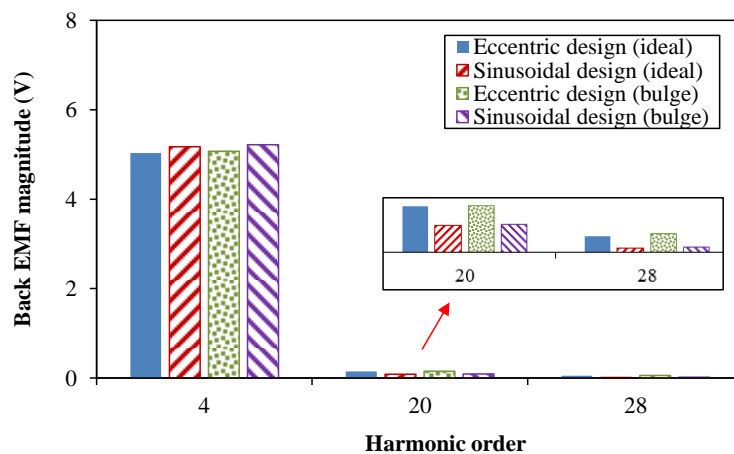 8
6
4
2
0
Back EMF magnitude (V)
Eccentric design (ideal)
Sinusoidal design (ideal)
Eccentric design (bulge)
Sinusoidal design (bulge)
20 28
4 20 28
Harmonic order